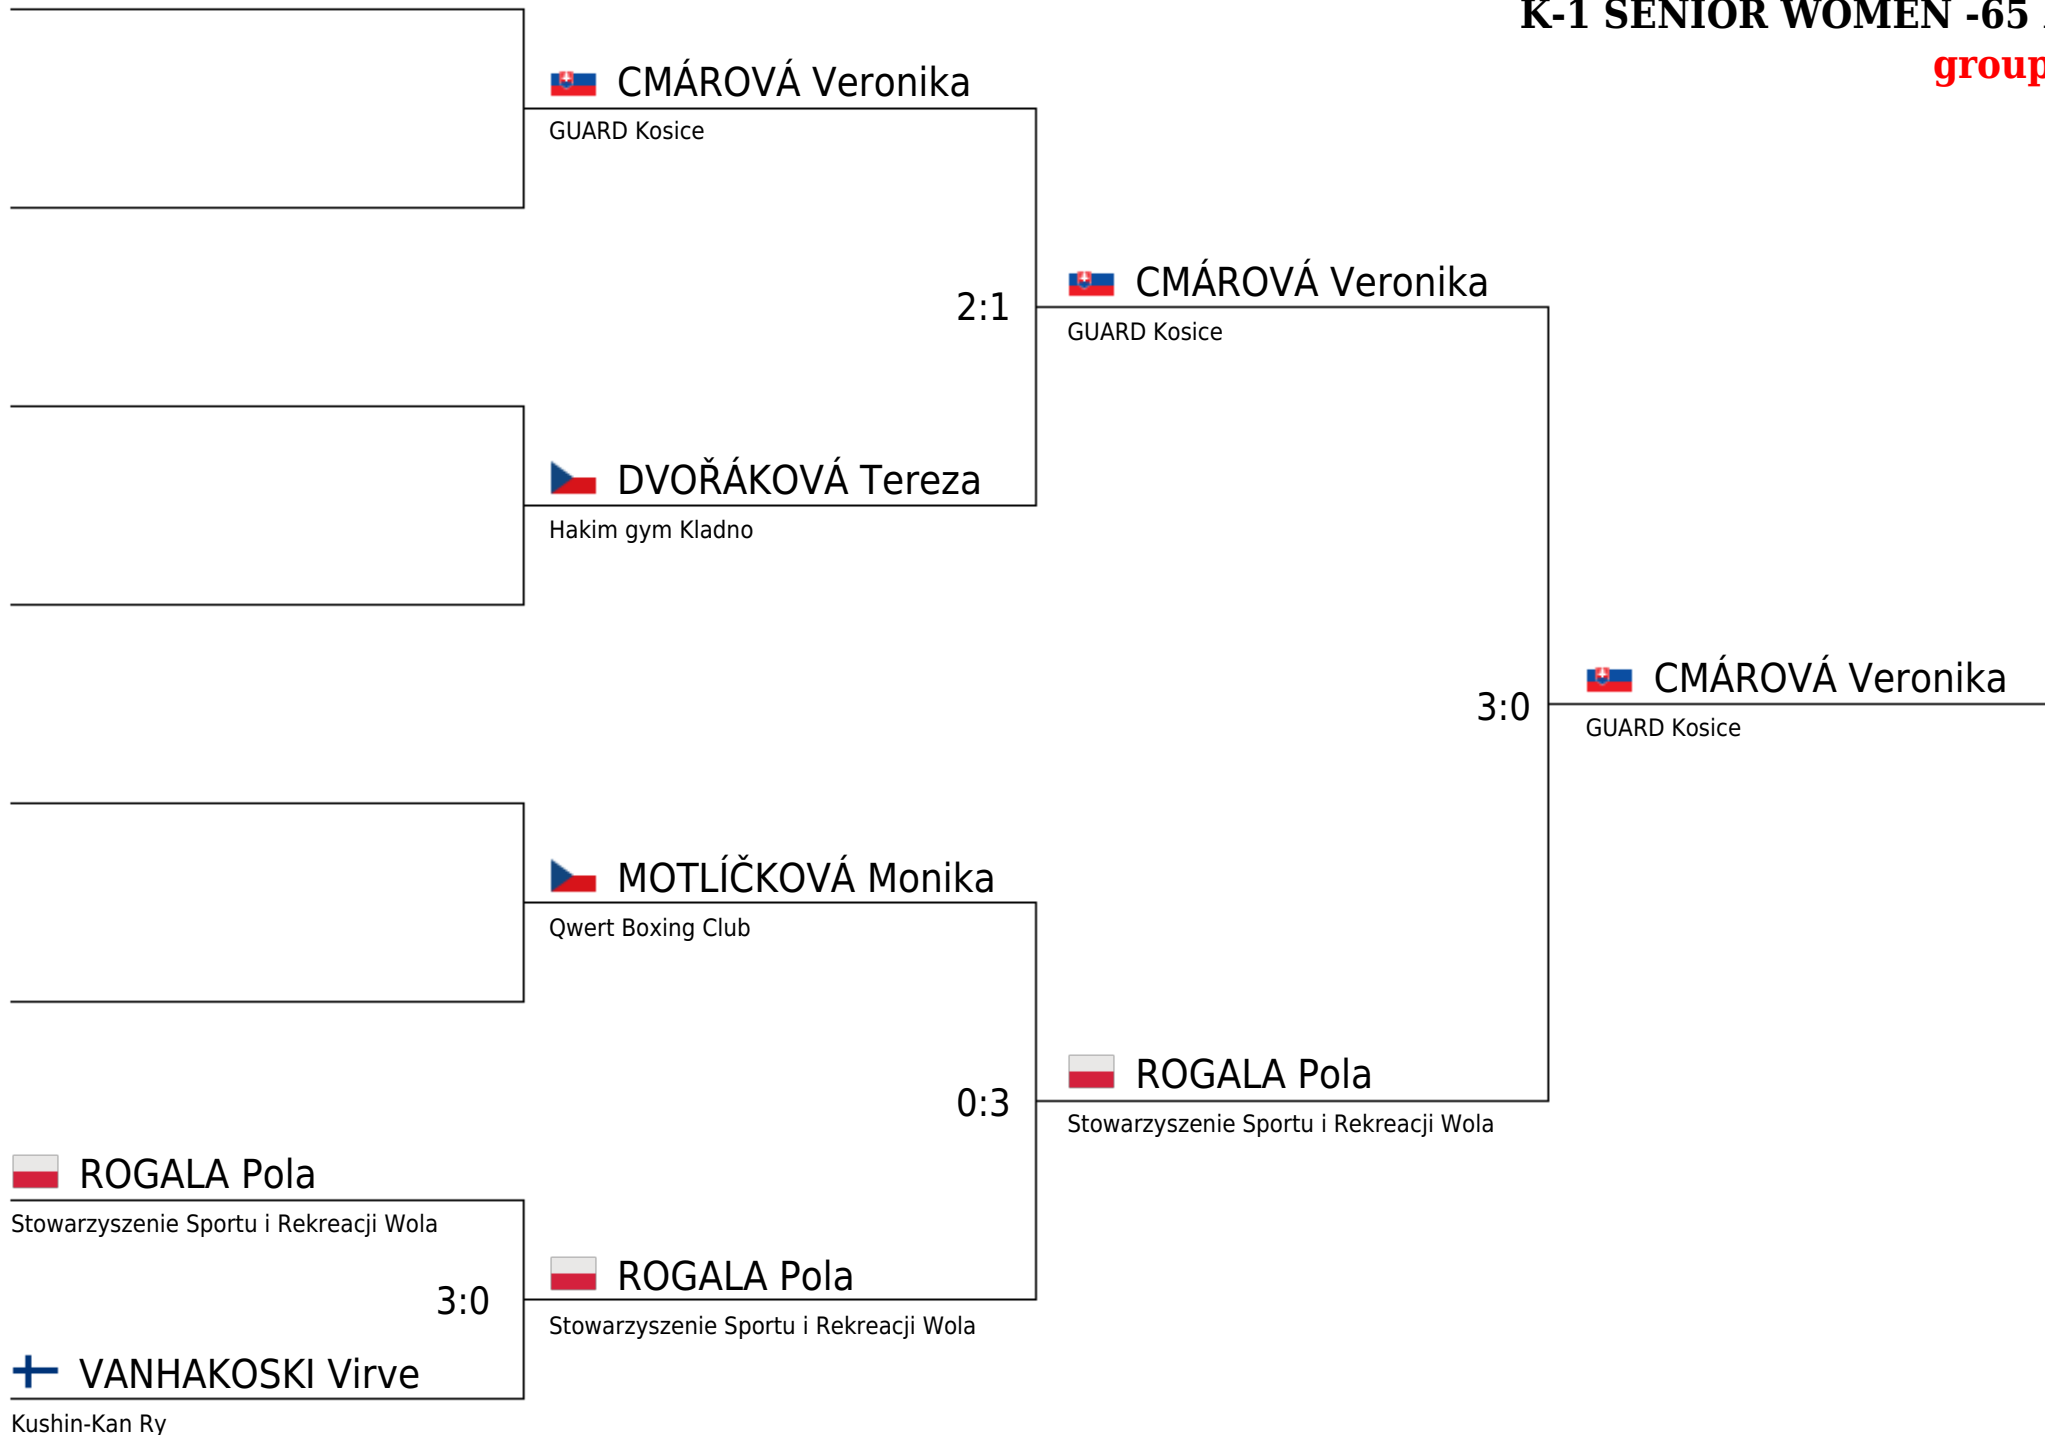 K-1 SENIOR WOMEN -65
group
CMÁROVÁ Veronika
GUARD Kosice
2:1
CMÁROVÁ Veronika
GUARD Kosice
DVOŘÁKOVÁ Tereza
Hakim gym Kladno
3:0
CMÁROVÁ Veronika
GUARD Kosice
MOTLÍČKOVÁ Monika
Qwert Boxing Club
0:3
ROGALA Pola
Stowarzyszenie Sportu i Rekreacji Wola
ROGALA Pola
Stowarzyszenie Sportu i Rekreacji Wola
3:0
ROGALA Pola
Stowarzyszenie Sportu i Rekreacji Wola
VANHAKOSKI Virve
Kushin-Kan Ry